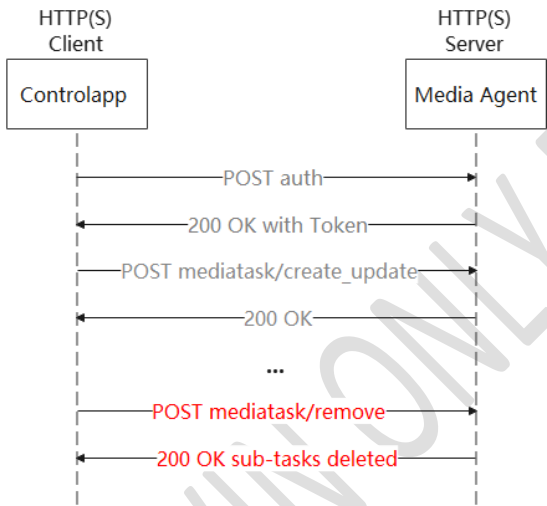 HTTP(S) HTTP(S)
Client Server
Controlapp Media Agent
POST auth
200 OK with Token
POST mediatask/create_update
200 OK
...
POST mediatask/remove
200 OK sub-tasks deleted